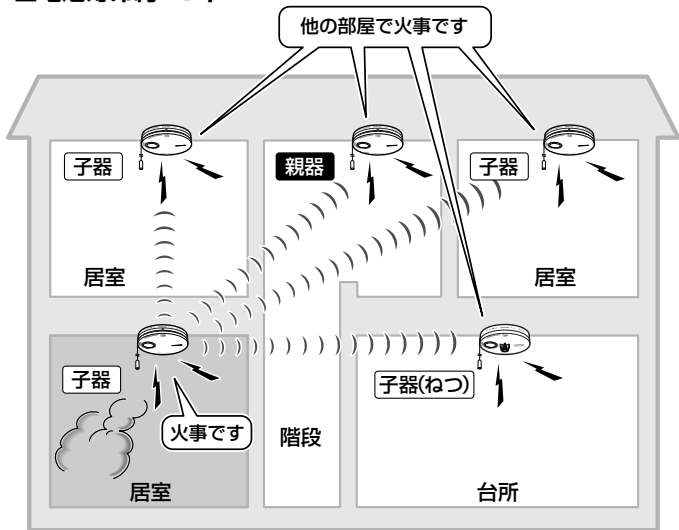 他の部屋で火事です
子器
親器
子器
居室
居室
子器
子器(ねつ)
火事です
階段
居室
台所